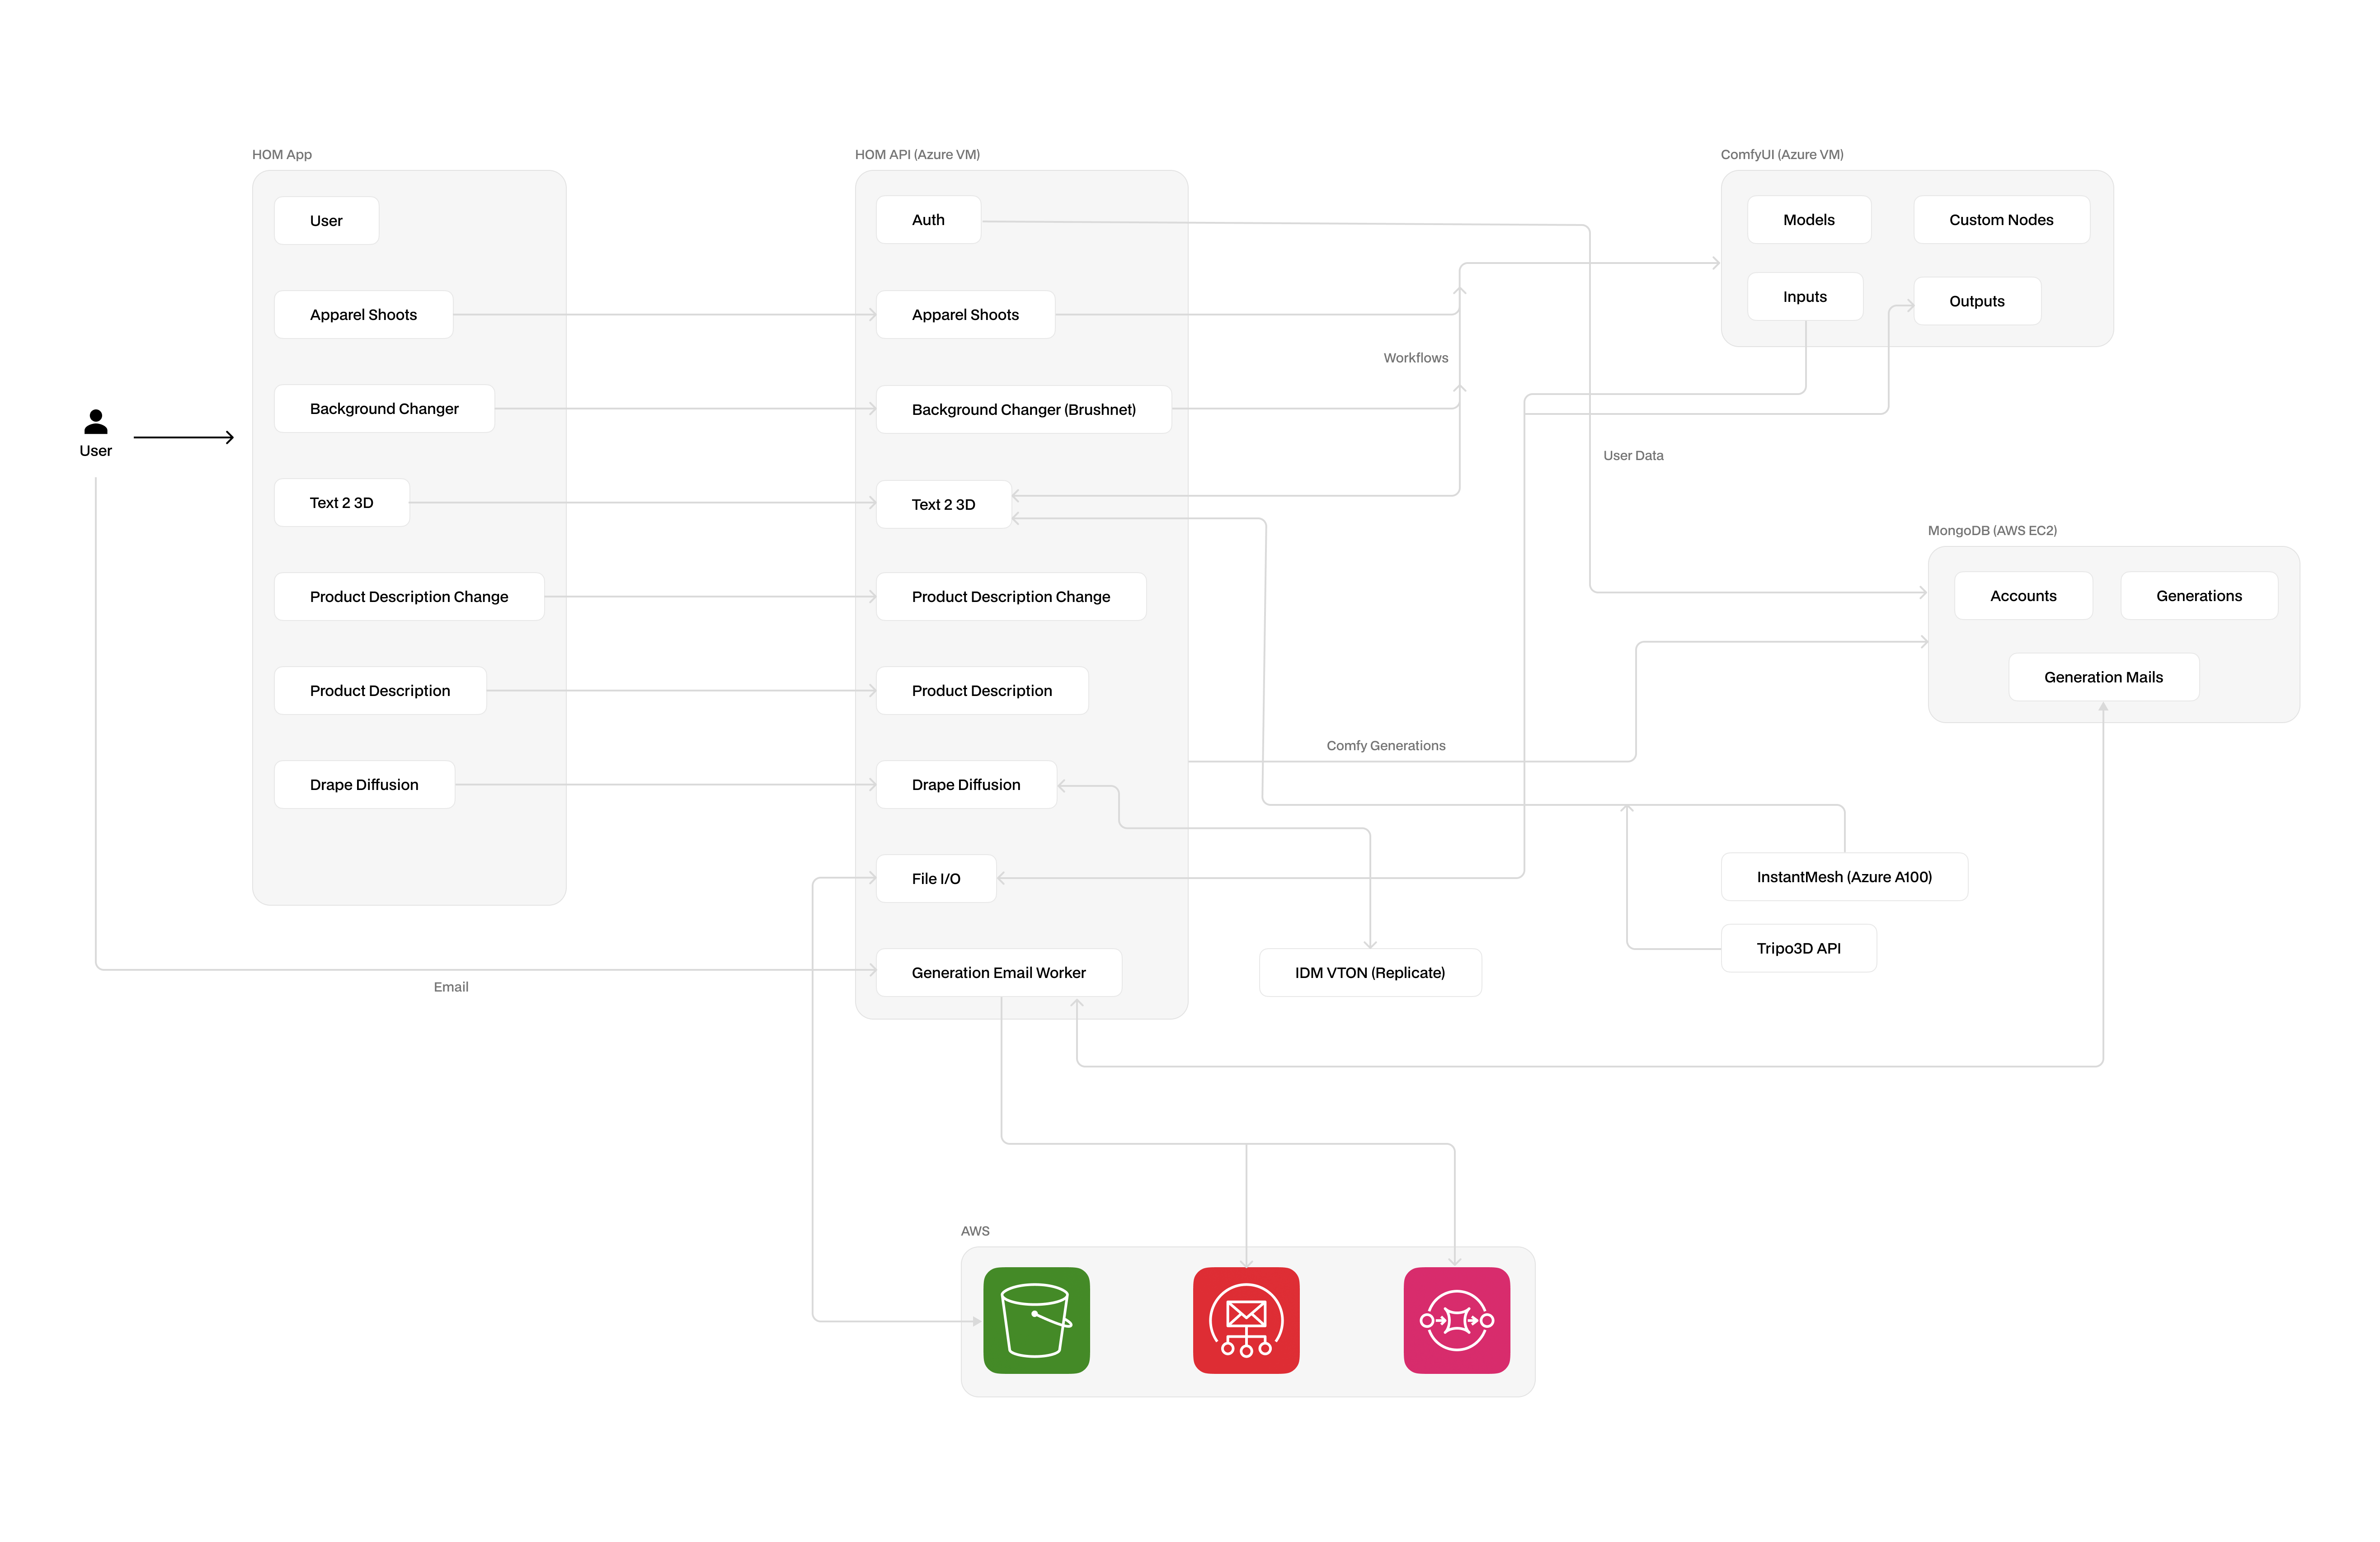 HOM App
User
Apparel Shoots
Background Changer
Text 2 3D
Product Description Change
Product Description
Drape Diffusion
User
Email
HOM API (Azure VM)
Auth
Apparel Shoots
Background Changer (Brushnet)
Text 2 3D
Product Description Change
Product Description
Drape Diffusion
File I/O
Generation Email Worker
Workflows
User Data
Comfy Generations
ComfyUI (Azure VM)
Models
Custom Nodes
Inputs
Outputs
MongoDB (AWS EC2)
Accounts
Generations
Generation Mails
InstantMesh (Azure A100)
Tripo3D API
IDM VTON (Replicate)
AWS